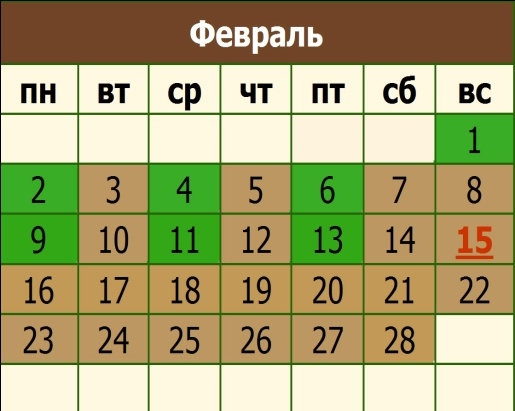 Февраль
пн вт ср чт пт сб вс
1
2 3 4 5 6 7 8
9 10 11 12 13 14 15
16 17 18 19 20 21 22
23 24 25 26 27 28